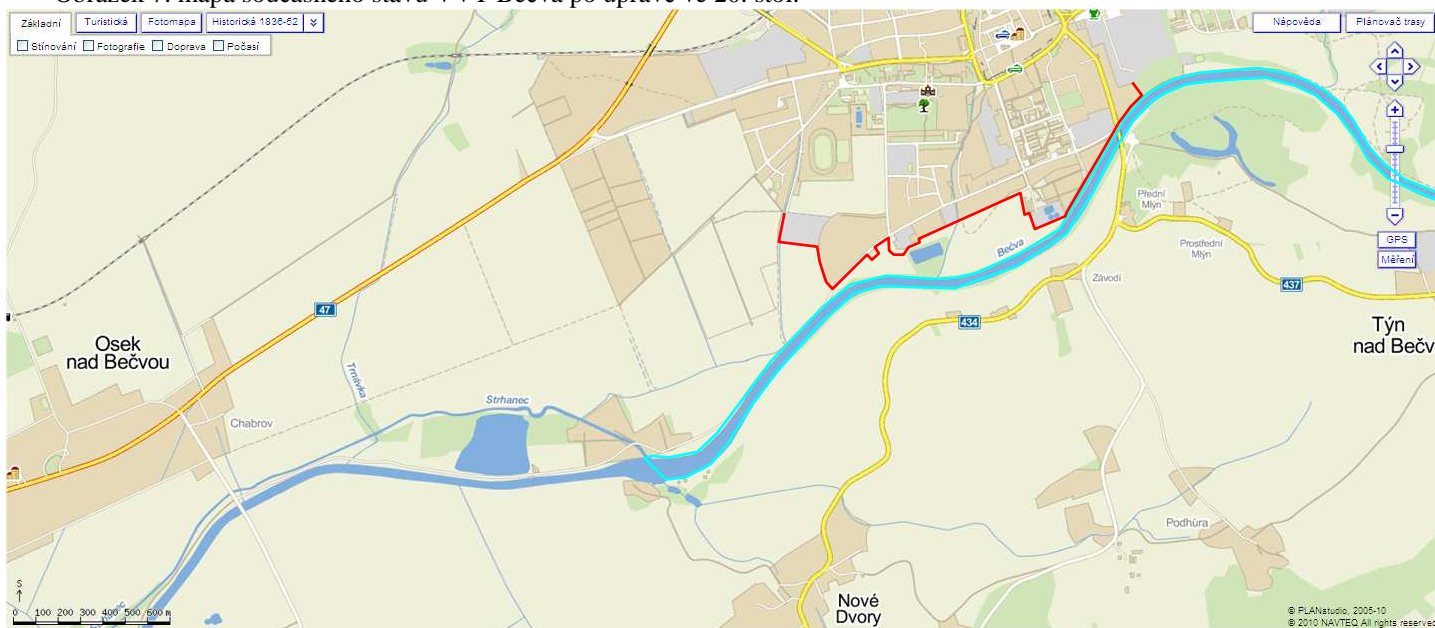 Základní Turistická Fotomapa Historická 1836-52
Stínování Fotografie Doprava Počasí
Nápověda Plánovač trasy
GPS
Měření
Přední
Mlýn
Prostřední
Mlýn
Bečva
Závodí
47
434
437
Osek
nad Bečvou
Týn
nad Bečv
Trnávka
Strhanec
Chabrov
Podhůra
Nové
Dvory
S
0 100 200 300 400 500 600 m
© PLANstudio, 2005-10
© 2010 NAVTEQ All rights reserved